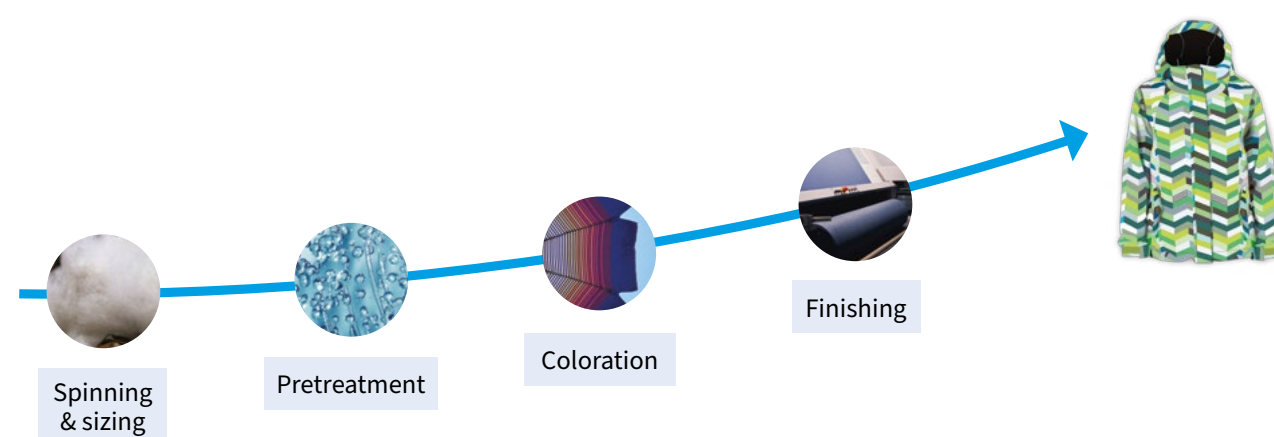 Spinning
& sizing
Pretreatment
Coloration
Finishing